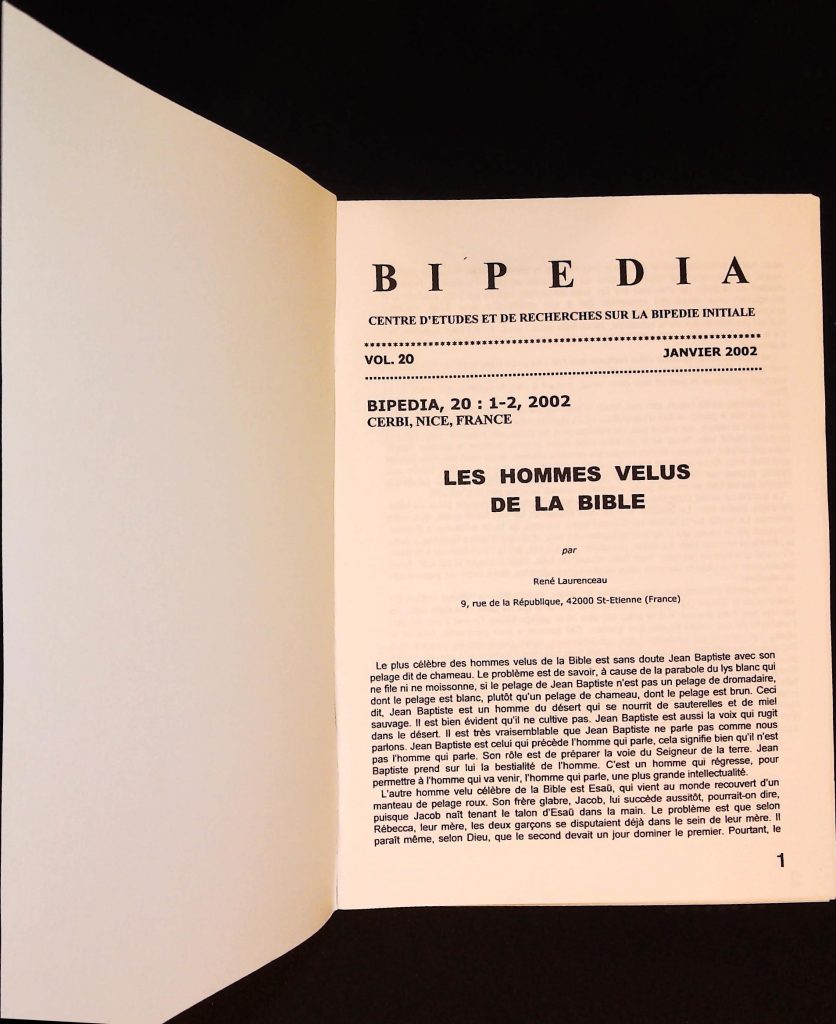 B I P E D I A
CENTRE D'ETUDES ET DE RECHERCHES SUR LA BIPEDIE INITIALE
VOL. 20 JANVIER 2002
BIPEDIA, 20 : 1-2, 2002
CERBI, NICE, FRANCE
LES HOMMES VELUS
DE LA BIBLE
par
René Laurenceau
9, rue de la République, 42000 St-Etienne (France)
Le plus célèbre des hommes velus de la Bible est sans doute Jean Baptiste avec son
pelage dit de chameau. Le problème est de savoir, à cause de la parabole du lys blanc qui
ne file ni ne moissonne, si le pelage de Jean Baptiste n'est pas un pelage de dromadaire,
dont le pelage est blanc, plutôt qu'un pelage de chameau, dont le pelage est brun. Ceci
dit, Jean Baptiste est un homme du désert qui se nourrit de sauterelles et de miel
sauvage. Il est bien évident qu'il ne cultive pas. Jean Baptiste est aussi la voix qui rugit
dans le désert. Il est très vraisemblable que Jean Baptiste ne parle pas comme nous
parlons. Jean Baptiste est celui qui précède l'homme qui parle, cela signifie bien qu'il n'est
pas l'homme qui parle. Son rôle est de préparer la voie du Seigneur de la terre. Jean
Baptiste prend sur lui la bestialité de l'homme. C'est un homme qui régresse, pour
permettre à l'homme qui va venir, l'homme qui parle, une plus grande intellectualité.
L'autre homme velu célèbre de la Bible est Esaü, qui vient au monde recouvert d'un
manteau de pelage roux. Son frère glabre, Jacob, lui succède aussitôt, pourrait-on dire,
puisque Jacob naît tenant le talon d'Esaü dans la main. Le problème est que selon
Rébecca, leur mère, les deux garçons se disputaient déjà dans le sein de leur mère. Il
paraît même, selon Dieu, que le second devait un jour dominer le premier. Pourtant, le
1